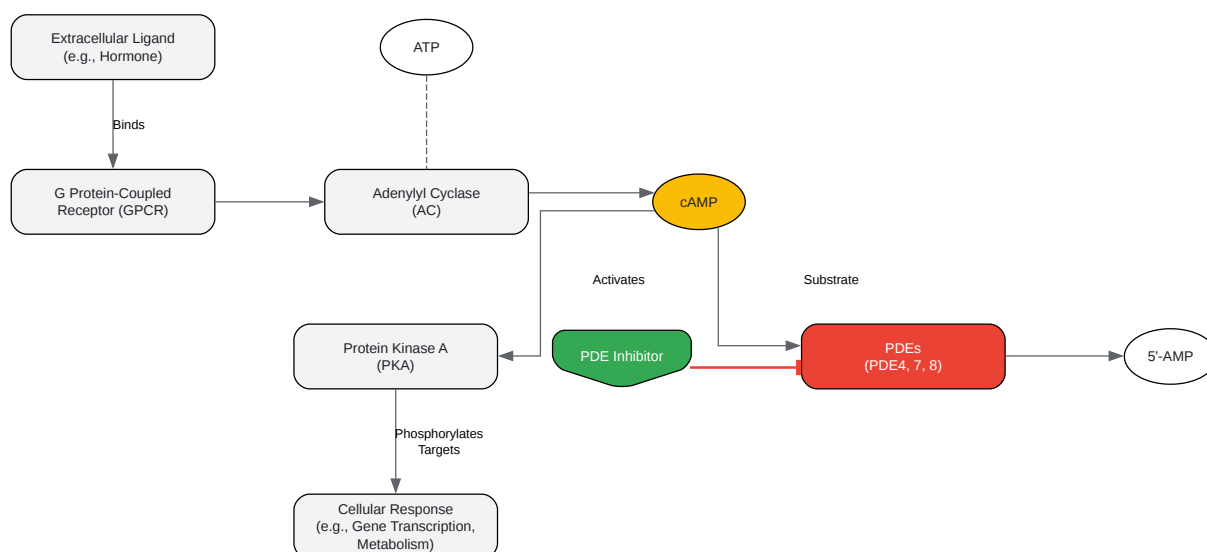 Extracellular Ligand
(e.g., Hormone)
ATP
Binds
G Protein-Coupled
Receptor (GPCR)
Adenylyl Cyclase
(AC)
cAMP
Activates
Substrate
Protein Kinase A
(PKA)
PDE Inhibitor
PDEs
(PDE4, 7, 8)
5'-AMP
Phosphorylates
Targets
Cellular Response
(e.g., Gene Transcription,
Metabolism)